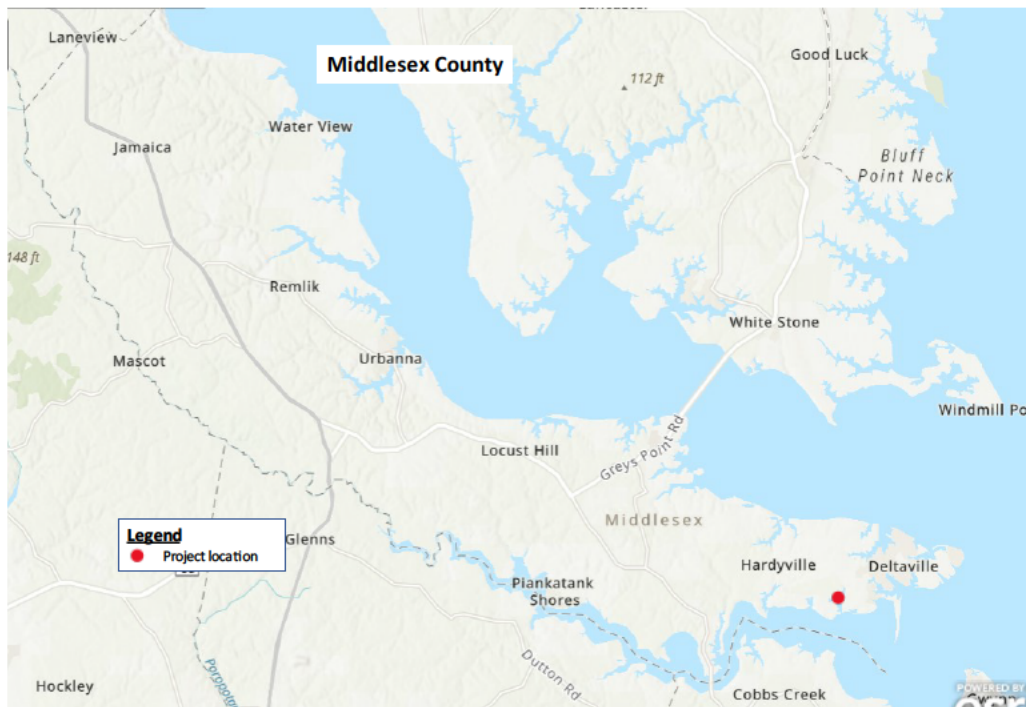 Laneview
Middlesex County
Good Luck
112 ft
Water View
Jamaica
Bluff
Point Neck
148 ft
Remlik
White Stone
Mascot
Urbanna
Windmill Po
Locust Hill
Greys Point Rd
Middlesex
Legend
Project location
Glenns
Hardyville
Deltaville
Piankatank
Shores
Dutton Rd
Hockley
Cobbs Creek
POWERED BY
esri